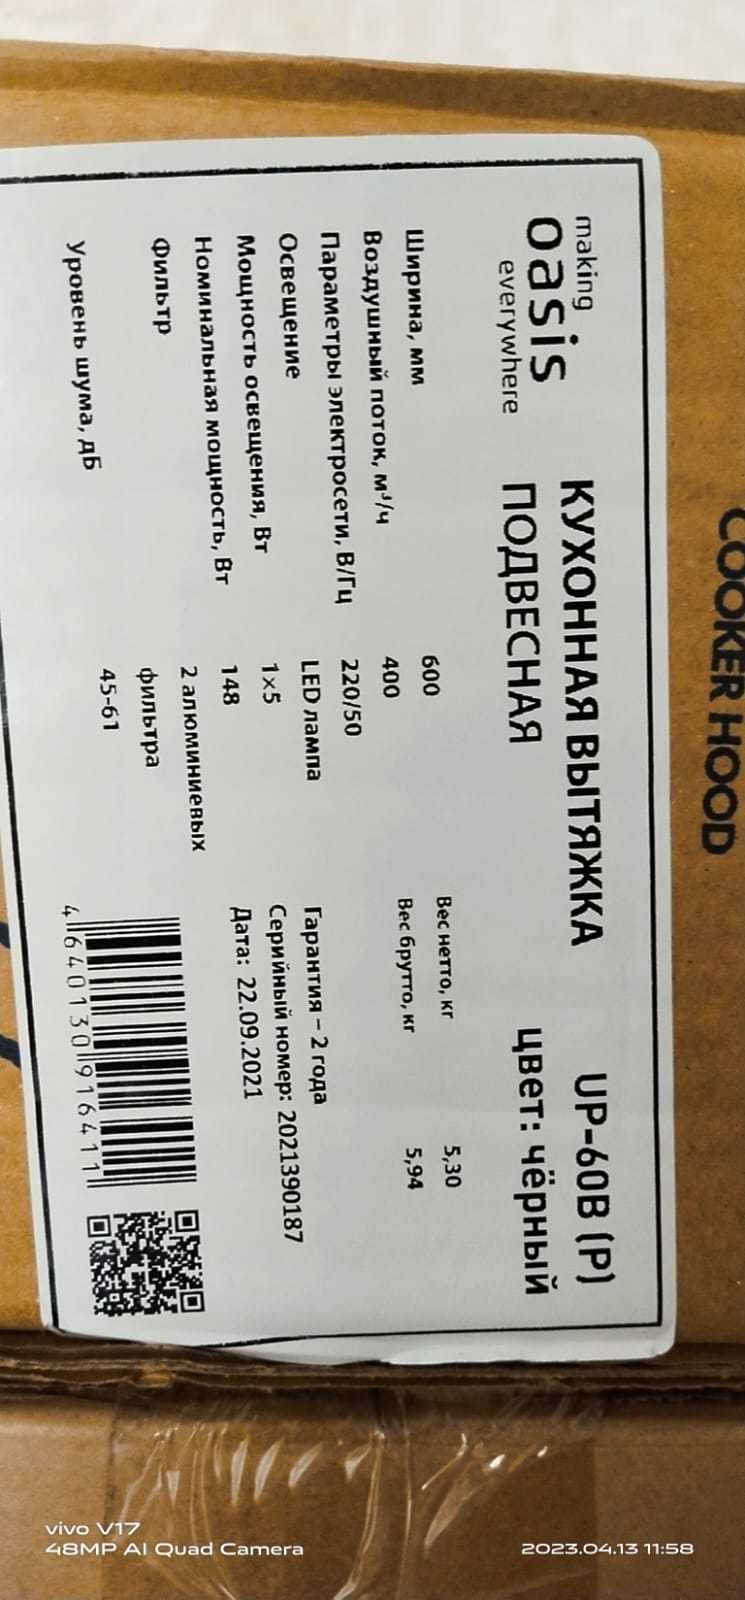 COOKER HOOD
making
oasis
everywhere
КУХОННАЯ ВЫТЯЖКА
ПОДВЕСНАЯ
UP-60B (P)
цвет: чёрный
Ширина, мм 600
Воздушный поток, м³/ч 400
Параметры электросети, В/Гц 220/50
Освещение LED лампа
Мощность освещения, Вт 1×5
Номинальная мощность, Вт 148
Фильтр 2 алюминиевых
фильтра
Уровень шума, дБ 45-61
Вес нетто, кг 5,30
Вес брутто, кг 5,94
Гарантия – 2 года
Серийный номер: 2021390187
Дата: 22.09.2021
4 640130 916411
vivo V17
48MP AI Quad Camera
2023.04.13 11:58